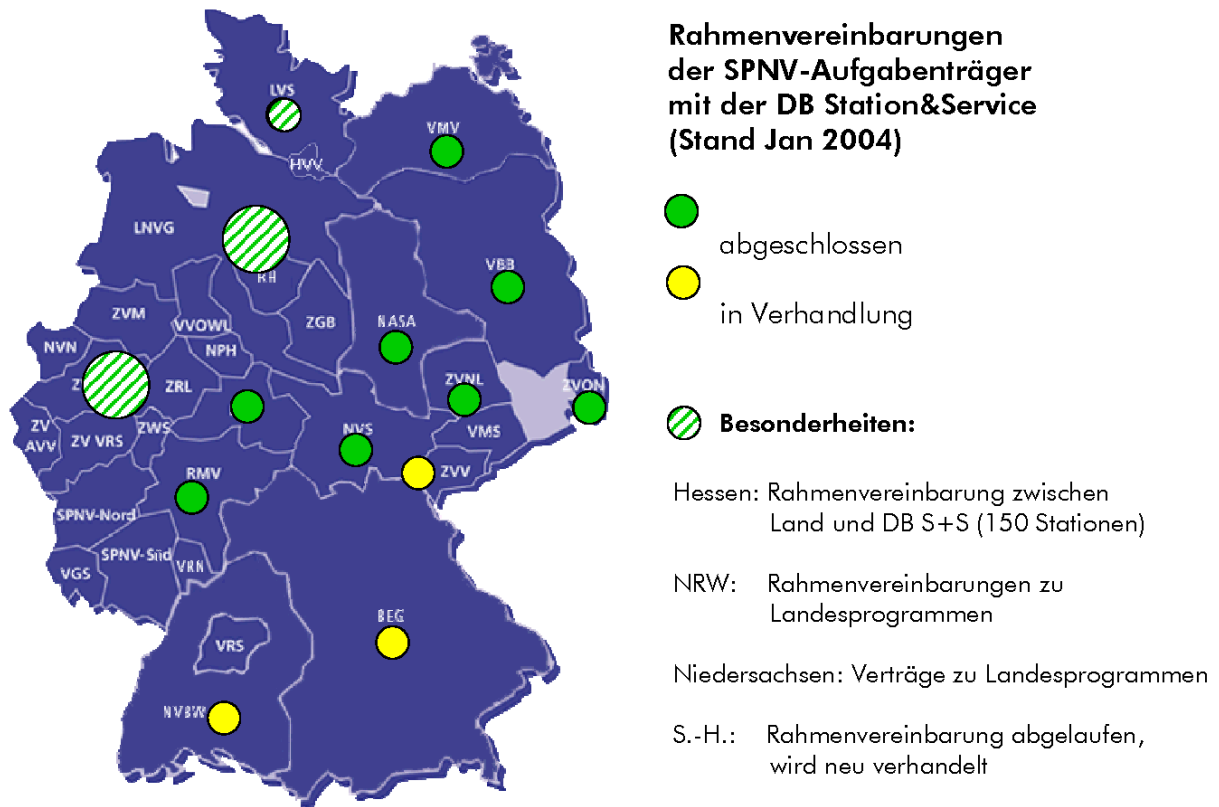 Rahmenvereinbarungen
der SPNV-Aufgabenträger
mit der DB Station&Service
(Stand Jan 2004)
abgeschlossen
in Verhandlung
Besonderheiten:
Hessen: Rahmenvereinbarung zwischen
Land und DB S+S (150 Stationen)
NRW: Rahmenvereinbarungen zu
Landesprogrammen
Niedersachsen: Verträge zu Landesprogrammen
S.-H.: Rahmenvereinbarung abgelaufen,
wird neu verhandelt
LVS
VMV
HVV
LNVG
RH
VBB
ZVM
VVOWL
ZGB
NASA
NVN
NPH
ZRL
ZVNL
ZVON
ZV
AVV
ZV VRS
ZWS
NVS
VMS
ZVV
RMV
SPNV-Nord
SPNV-Süd
VRN
VGS
VRS
BEG
NVBW